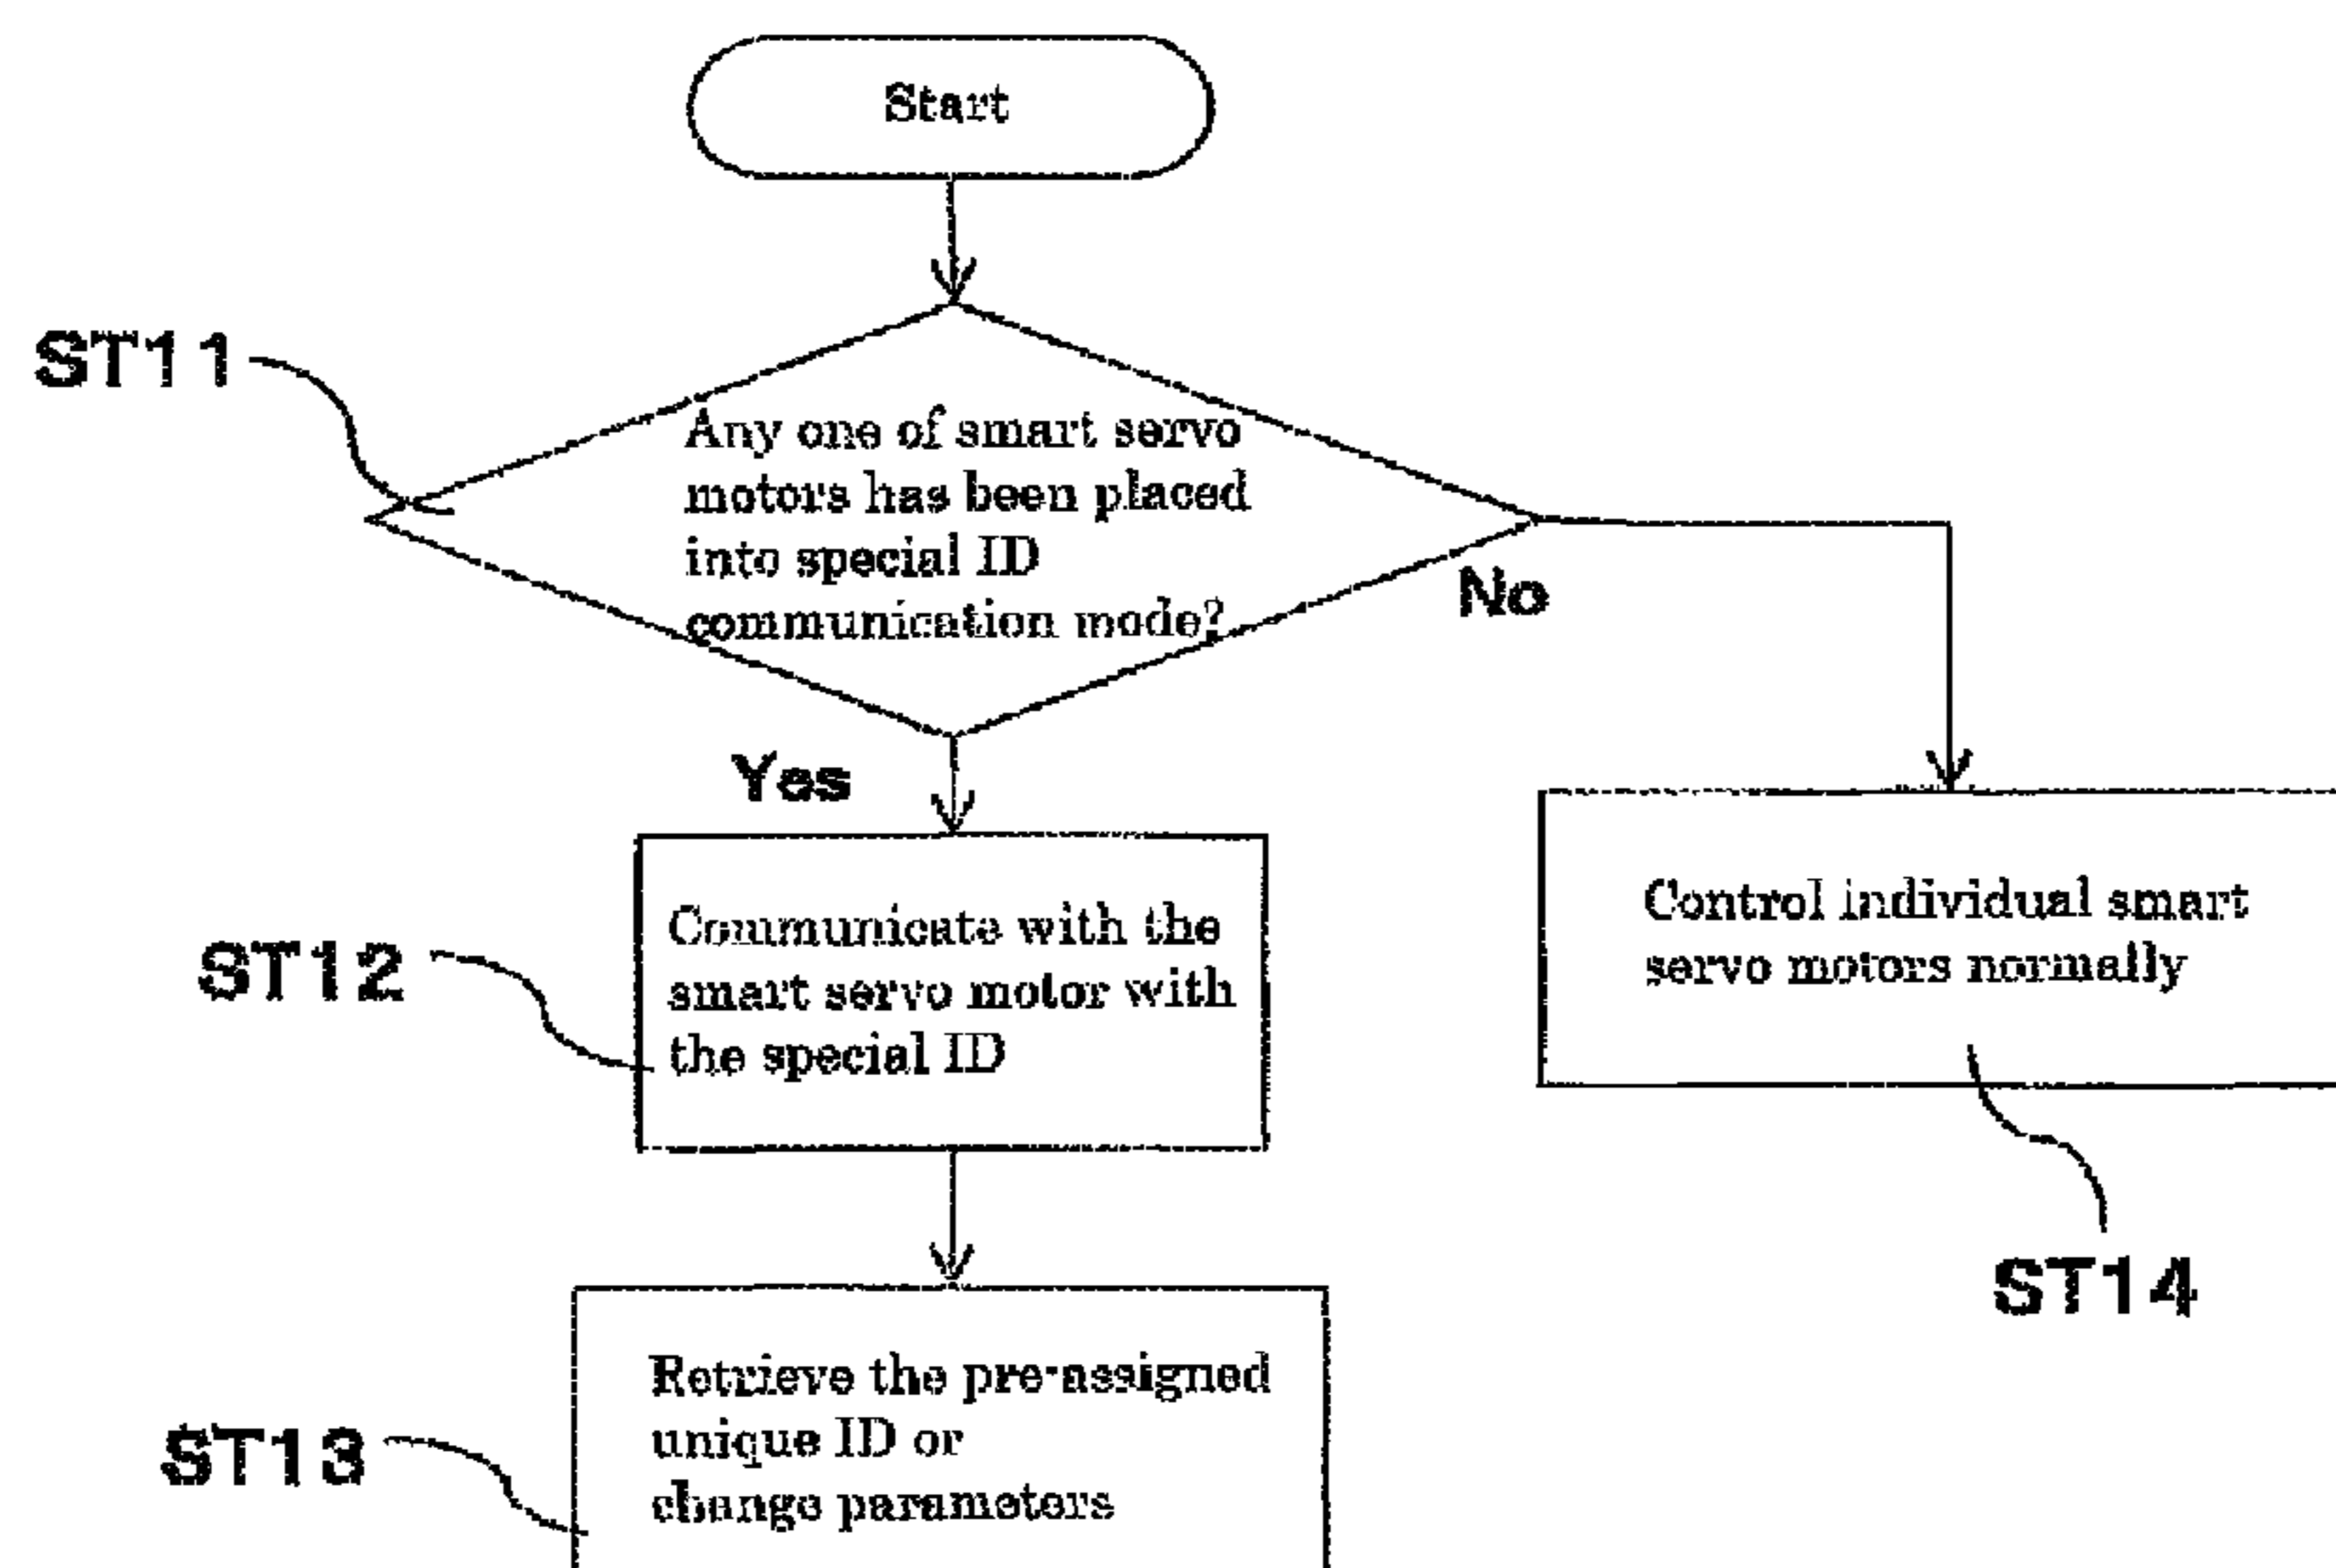 Start
ST11
Any one of smart servo
motors has been placed
into special ID
communication mode?
No
Yes
Communicate with the
smart servo motor with
the special ID
ST12
Control individual smart
servo motors normally
ST14
Retrieve the pre-assigned
unique ID or
change parameters
ST13